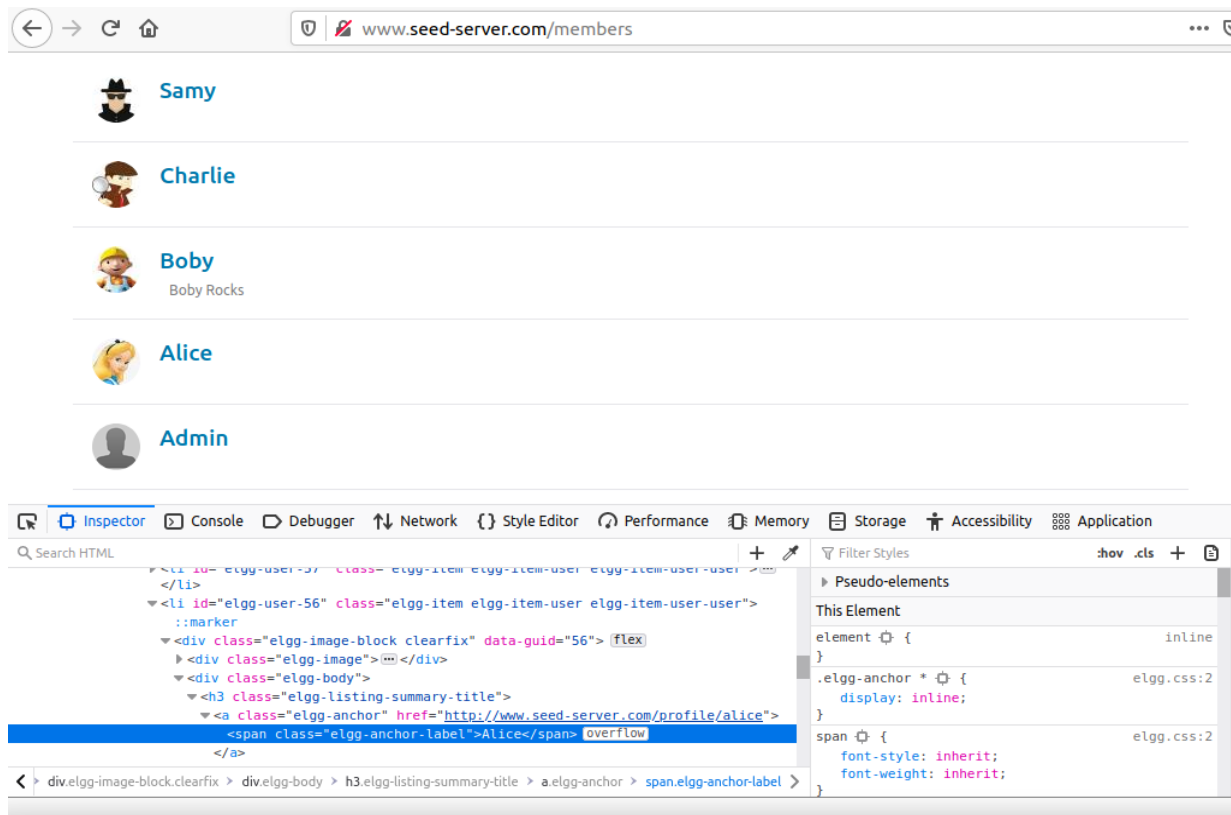 www.seed-server.com/members
Samy
Charlie
Boby
Boby Rocks
Alice
Admin
Inspector Console Debugger Network {} Style Editor Performance Memory Storage Accessibility Application
Search HTML
</li>
<li id="elgg-user-56" class="elgg-item elgg-item-user elgg-item-user-user">
::marker
<div class="elgg-image-block clearfix" data-guid="56"> flex
<div class="elgg-image"> ••• </div>
<div class="elgg-body">
<h3 class="elgg-listing-summary-title">
<a class="elgg-anchor" href="http://www.seed-server.com/profile/alice">
<span class="elgg-anchor-label">Alice</span> overflow
</a>
div.elgg-image-block.clearfix > div.elgg-body > h3.elgg-listing-summary-title > a.elgg-anchor > span.elgg-anchor-label
Filter Styles :hov .cls +
Pseudo-elements
This Element
element { inline
}
.elgg-anchor * { elgg.css:2
display: inline;
}
span { elgg.css:2
font-style: inherit;
font-weight: inherit;
}